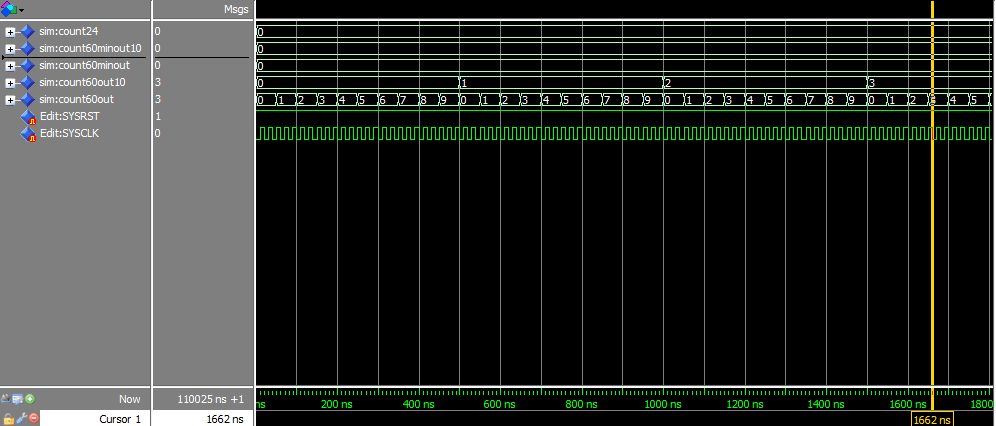 Msgs
sim:count24 0 0
sim:count60minout10 0 0
sim:count60minout 0 0
sim:count60out10 3 0 1 2 3
sim:count60out 3 0 1 2 3 4 5 6 7 8 9 0 1 2 3 4 5 6 7 8 9 0 1 2 3 4 5 6 7 8 9 0 1 2 4 5
Edit:SYSRST 1
Edit:SYSCLK 0
Now 110025 ns +1 ns 200 ns 400 ns 600 ns 800 ns 1000 ns 1200 ns 1400 ns 1600 ns 1800
Cursor 1 1662 ns 1662 ns